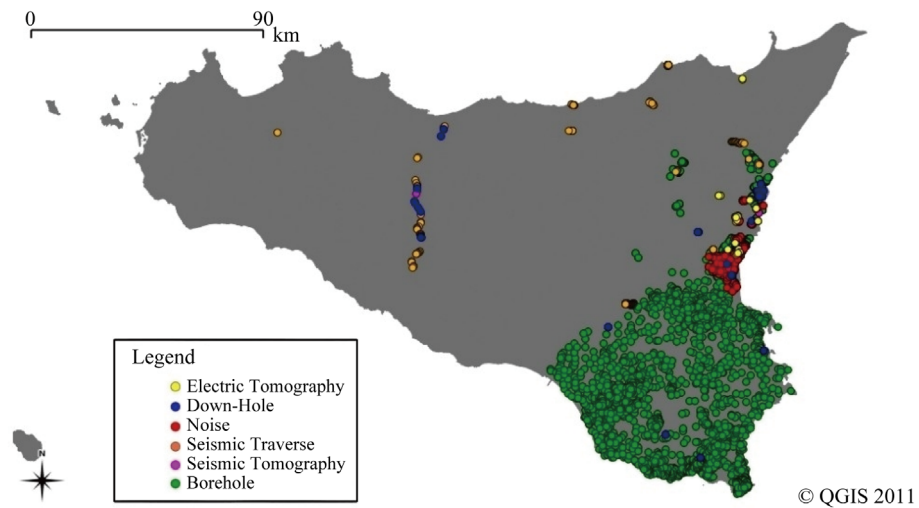 0 90
km
Legend
Electric Tomography
Down-Hole
Noise
Seismic Traverse
Seismic Tomography
Borehole
N
© QGIS 2011